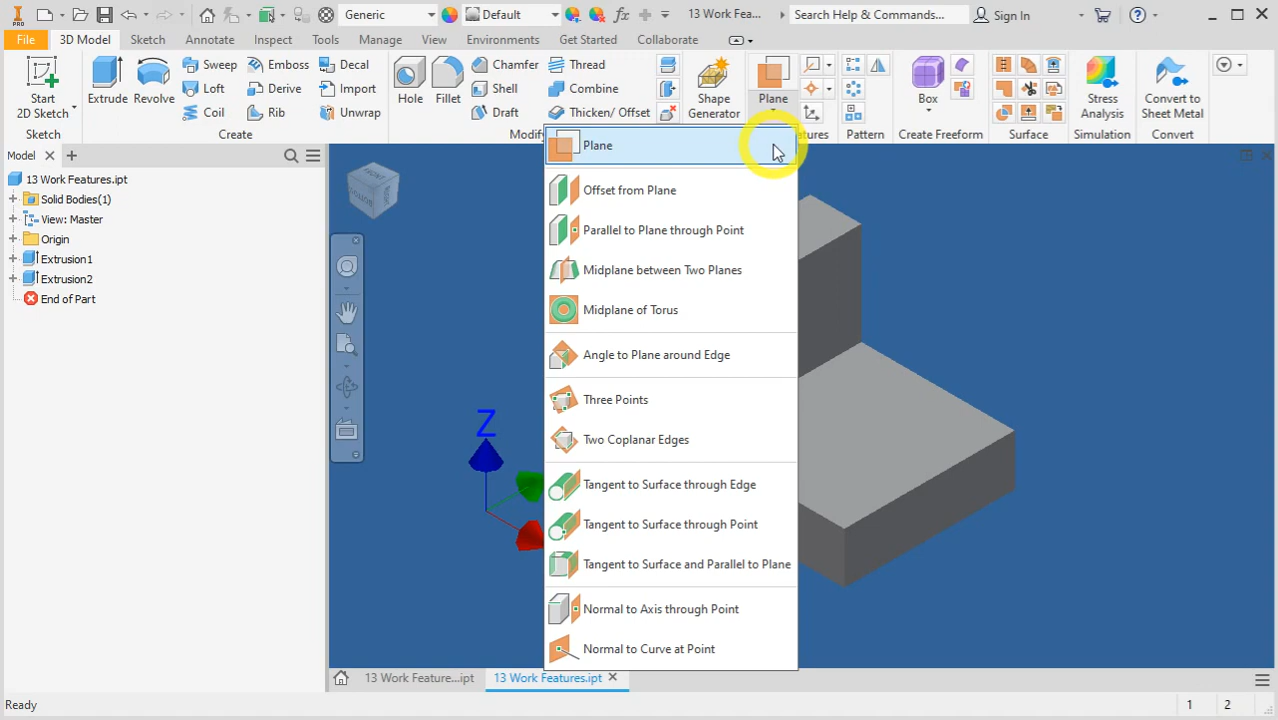 PRO
Generic
Default
fx
13 Work Fea...
Search Help & Commands...
Sign In
File
3D Model
Sketch
Annotate
Inspect
Tools
Manage
View
Environments
Get Started
Collaborate
Start
2D Sketch
Extrude
Revolve
Sweep
Loft
Coil
Emboss
Derive
Rib
Decal
Import
Unwrap
Hole
Fillet
Chamfer
Shell
Draft
Thread
Combine
Thicken/ Offset
Shape
Generator
Plane
Box
Stress
Analysis
Convert to
Sheet Metal
Sketch
Create
Modify
Pattern
Create Freeform
Surface
Simulation
Convert
Model
13 Work Features.ipt
Solid Bodies(1)
View: Master
Origin
Extrusion1
Extrusion2
End of Part
Plane
Offset from Plane
Parallel to Plane through Point
Midplane between Two Planes
Midplane of Torus
Angle to Plane around Edge
Three Points
Two Coplanar Edges
Tangent to Surface through Edge
Tangent to Surface through Point
Tangent to Surface and Parallel to Plane
Normal to Axis through Point
Normal to Curve at Point
FRONT
Z
13 Work Feature...ipt
13 Work Features.ipt
Ready
1
2